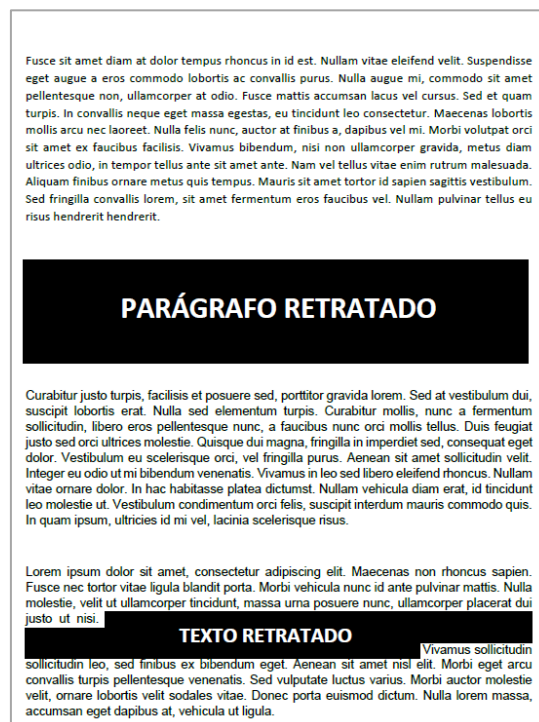 Fusce sit amet diam at dolor tempus rhoncus in id est. Nullam vitae eleifend velit. Suspendisse
eget augue a eros commodo lobortis ac convallis purus. Nulla augue mi, commodo sit amet
pellentesque non, ullamcorper at odio. Fusce mattis accumsan lacus vel cursus. Sed et quam
turpis. In convallis neque eget massa egestas, eu tincidunt leo consectetur. Maecenas lobortis
mollis arcu nec laoreet. Nulla felis nunc, auctor at finibus a, dapibus vel mi. Morbi volutpat orci
sit amet ex faucibus facilisis. Vivamus bibendum, nisi non ullamcorper gravida, metus diam
ultrices odio, in tempor tellus ante sit amet ante. Nam vel tellus vitae enim rutrum malesuada.
Aliquam finibus ornare metus quis tempus. Mauris sit amet tortor id sapien sagittis vestibulum.
Sed fringilla convallis lorem, sit amet fermentum eros faucibus vel. Nullam pulvinar tellus eu
risus hendrerit hendrerit.
PARÁGRAFO RETRATADO
Curabitur justo turpis, facilisis et posuere sed, porttitor gravida lorem. Sed at vestibulum dui,
suscipit lobortis erat. Nulla sed elementum turpis. Curabitur mollis, nunc a fermentum
sollicitudin, libero eros pellentesque nunc, a faucibus nunc orci mollis tellus. Duis feugiat
justo sed orci ultrices molestie. Quisque dui magna, fringilla in imperdiet sed, consequat eget
dolor. Vestibulum eu scelerisque orci, vel fringilla purus. Aenean sit amet sollicitudin velit.
Integer eu odio ut mi bibendum venenatis. Vivamus in leo sed libero eleifend rhoncus. Nullam
vitae ornare dolor. In hac habitasse platea dictumst. Nullam vehicula diam erat, id tincidunt
leo molestie ut. Vestibulum condimentum orci felis, suscipit interdum mauris commodo quis.
In quam ipsum, ultricies id mi vel, lacinia scelerisque risus.
Lorem ipsum dolor sit amet, consectetur adipiscing elit. Maecenas non rhoncus sapien.
Fusce nec tortor vitae ligula blandit porta. Morbi vehicula nunc id ante pulvinar mattis. Nulla
molestie, velit ut ullamcorper tincidunt, massa urna posuere nunc, ullamcorper placerat dui
justo ut nisi.
TEXTO RETRATADO
Vivamus sollicitudin
sollicitudin leo, sed finibus ex bibendum eget. Aenean sit amet nisl elit. Morbi eget arcu
convallis turpis pellentesque venenatis. Sed vulputate luctus varius. Morbi auctor molestie
velit, ornare lobortis velit sodales vitae. Donec porta euismod dictum. Nulla lorem massa,
accumsan eget dapibus at, vehicula ut ligula.